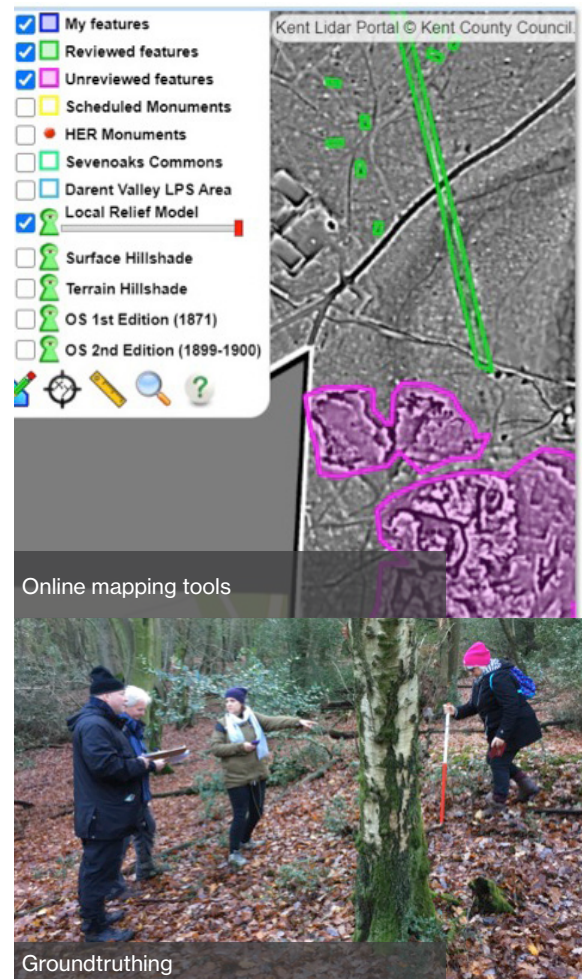 My features
Kent Lidar Portal © Kent County Council.
Reviewed features
Unreviewed features
Scheduled Monuments
HER Monuments
Sevenoaks Commons
Darent Valley LPS Area
Local Relief Model
Surface Hillshade
Terrain Hillshade
OS 1st Edition (1871)
OS 2nd Edition (1899-1900)
?
Online mapping tools
Groundtruthing